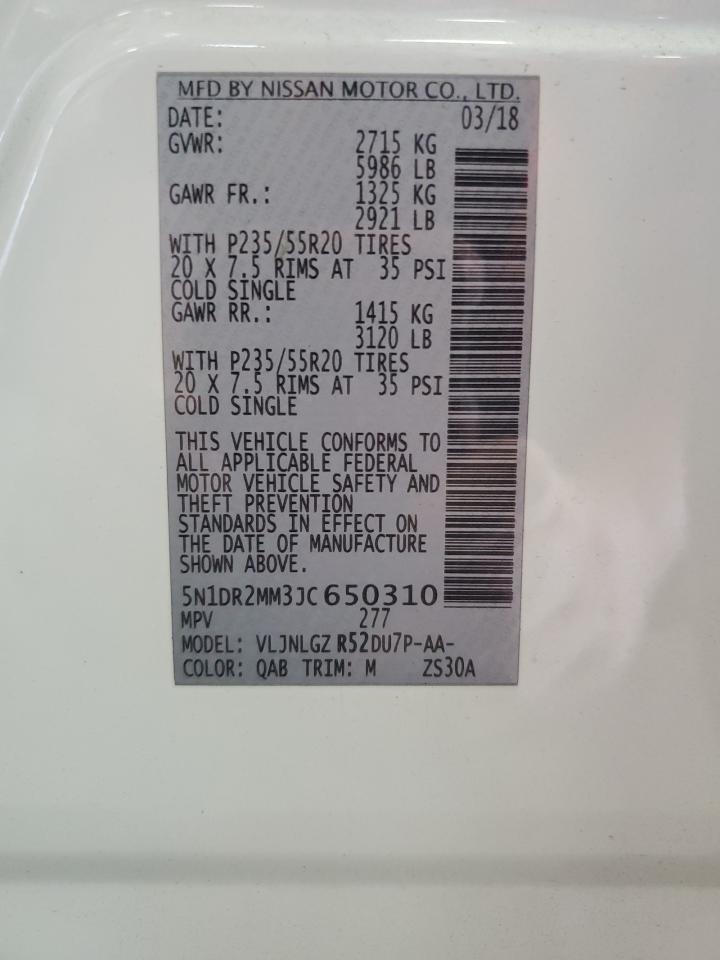 MFD BY NISSAN MOTOR CO., LTD.
DATE: 03/18
GVWR: 2715 KG
5986 LB
GAWR FR.: 1325 KG
2921 LB
WITH P235/55R20 TIRES
20 X 7.5 RIMS AT 35 PSI
COLD SINGLE
GAWR RR.: 1415 KG
3120 LB
WITH P235/55R20 TIRES
20 X 7.5 RIMS AT 35 PSI
COLD SINGLE
THIS VEHICLE CONFORMS TO
ALL APPLICABLE FEDERAL
MOTOR VEHICLE SAFETY AND
THEFT PREVENTION
STANDARDS IN EFFECT ON
THE DATE OF MANUFACTURE
SHOWN ABOVE.
5N1DR2MM3JC650310
MPV 277
MODEL: VLJNLGZ R52DU7P-AA-
COLOR: QAB TRIM: M ZS30A